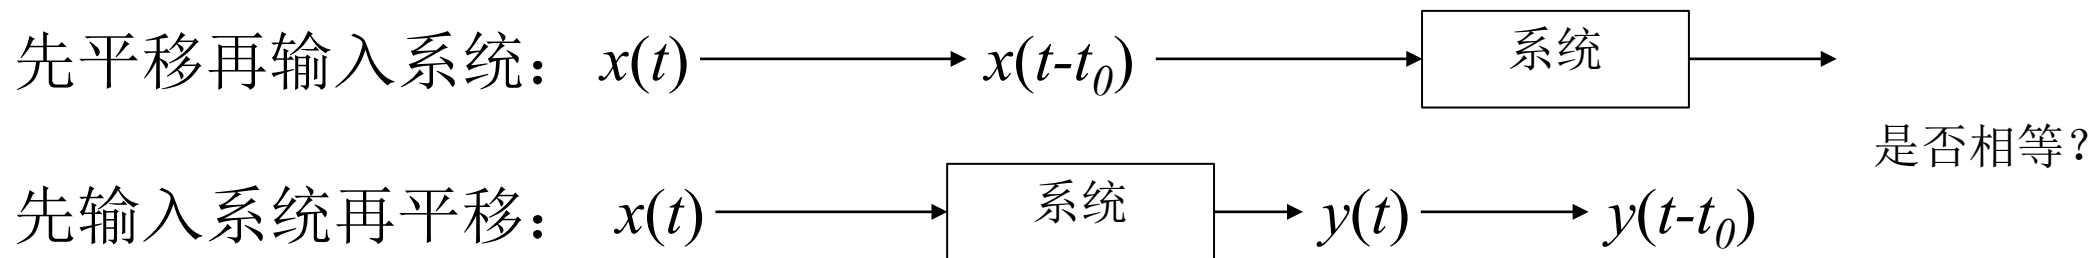 先平移再输入系统： x(t) x(t-t₀) 系统
是否相等？
先输入系统再平移： x(t) 系统 y(t) y(t-t₀)